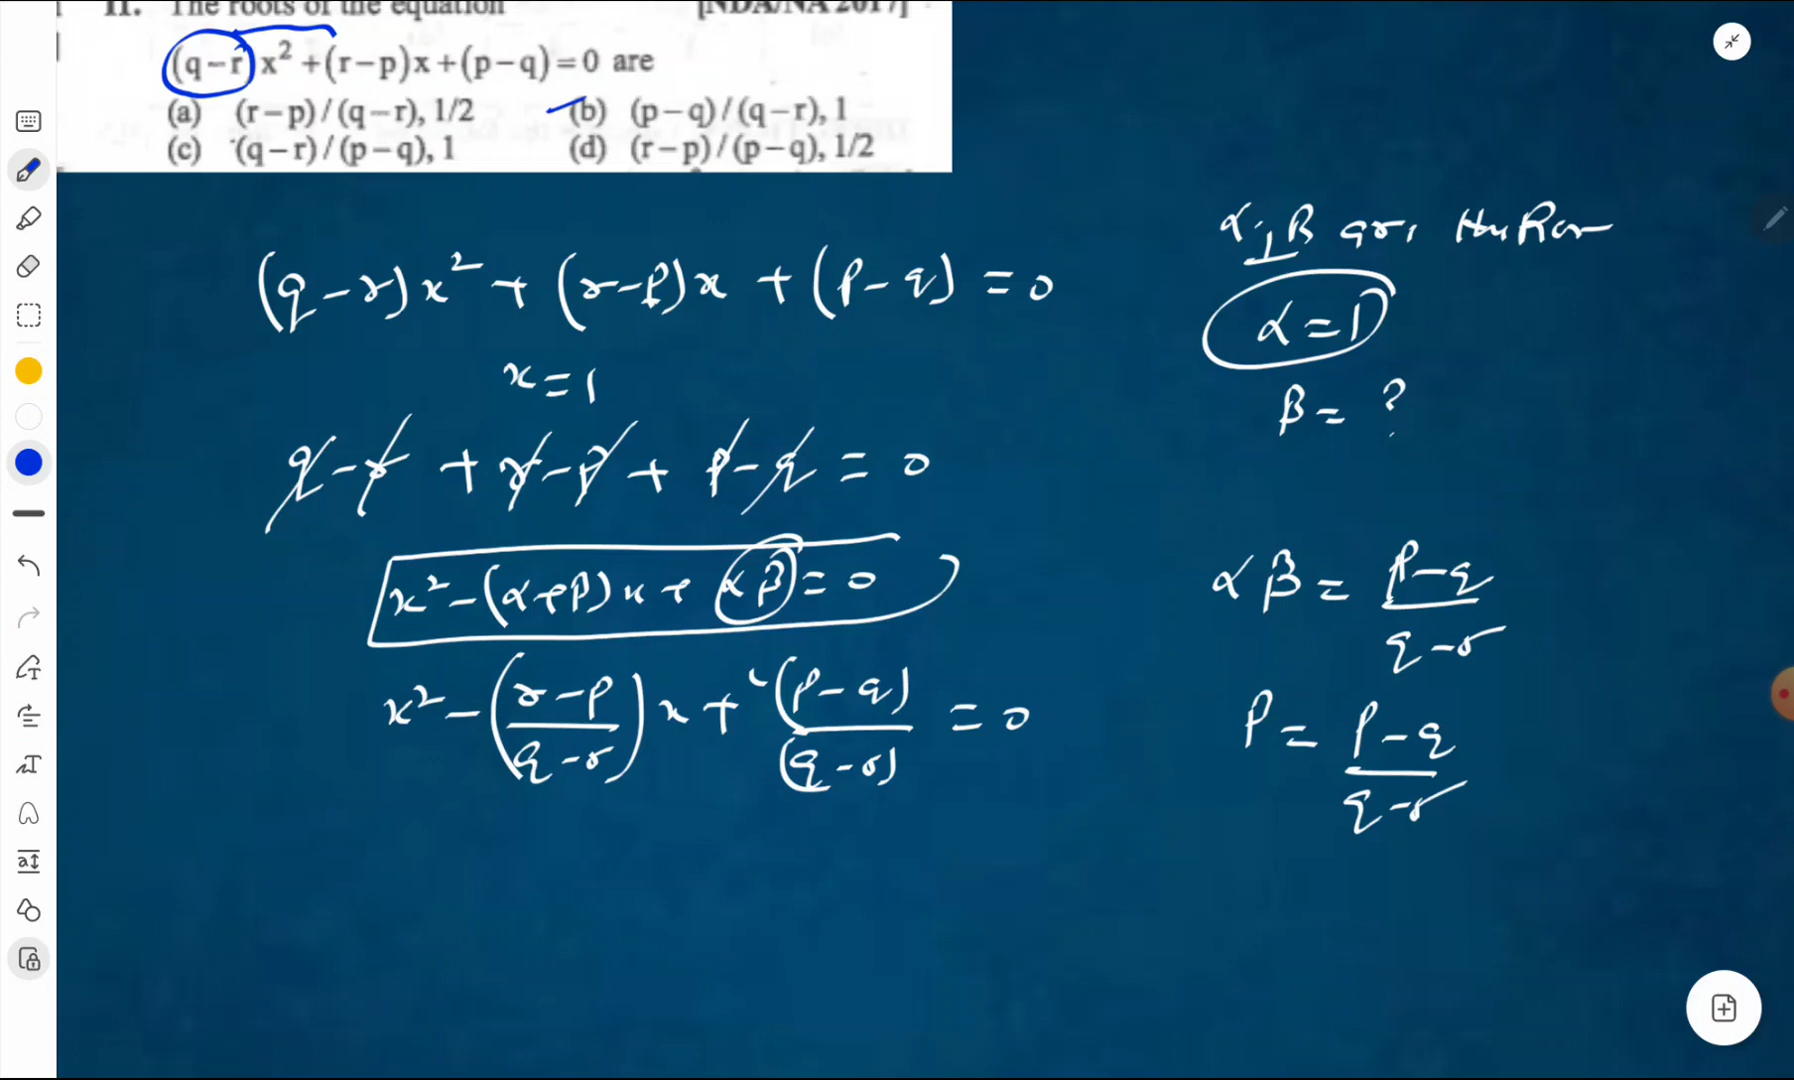 11. The roots of the equation [NDA/NA 2017]
(q−r)x² +(r−p)x+(p−q)=0 are
(a) (r−p)/(q−r), 1/2 (b) (p−q)/(q−r), 1
(c) (q−r)/(p−q), 1 (d) (r−p)/(p−q), 1/2
(q−r)x² + (r−p)x + (p−q) = 0
x = 1
q−r + r−p + p−q = 0
x² − (α+β)x + αβ = 0
x² − ((r−p)/(q−r))x + (p−q)/(q−r) = 0
α, β are
α = 1
β = ?
αβ = (p−q)/(q−r)
β = (p−q)/(q−r)